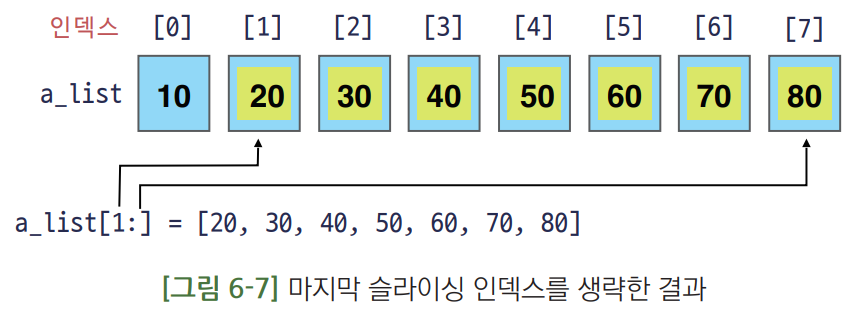 인덱스 [0] [1] [2] [3] [4] [5] [6] [7]
a_list 10 20 30 40 50 60 70 80
a_list[1:] = [20, 30, 40, 50, 60, 70, 80]
[그림 6-7] 마지막 슬라이싱 인덱스를 생략한 결과